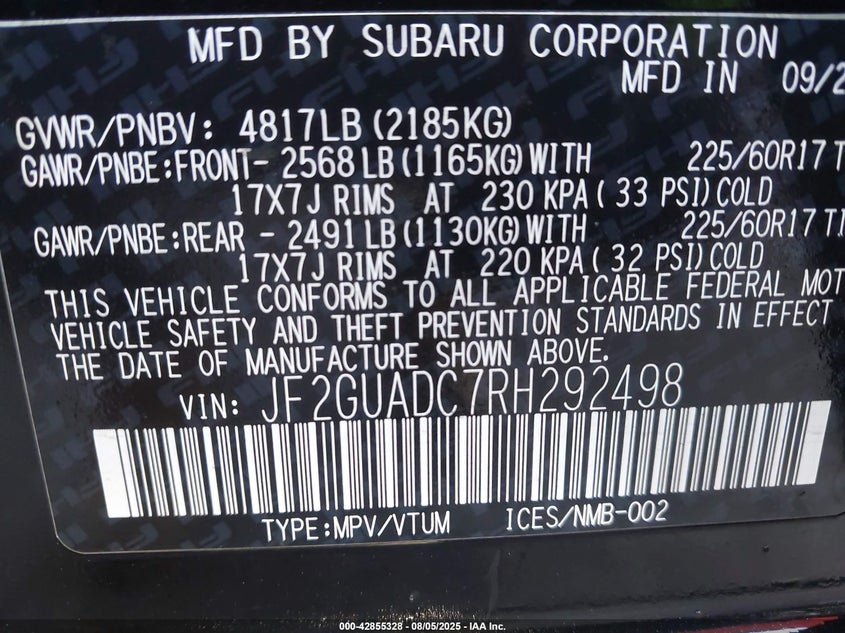 MFD BY SUBARU CORPORATION
MFD IN 09/2
GVWR/PNBV: 4817LB (2185KG)
GAWR/PNBE:FRONT- 2568 LB (1165KG) WITH 225/60R17 T
17X7J RIMS AT 230 KPA ( 33 PSI) COLD
GAWR/PNBE:REAR - 2491 LB (1130KG) WITH 225/60R17 TI
17X7J RIMS AT 220 KPA ( 32 PSI) COLD
THIS VEHICLE CONFORMS TO ALL APPLICABLE FEDERAL MOT
VEHICLE SAFETY AND THEFT PREVENTION STANDARDS IN EFFECT
THE DATE OF MANUFACTURE SHOWN ABOVE.
VIN: JF2GUADC7RH292498
TYPE:MPV/VTUM ICES/NMB-002
000-42855328 - 08/05/2025 - IAA Inc.